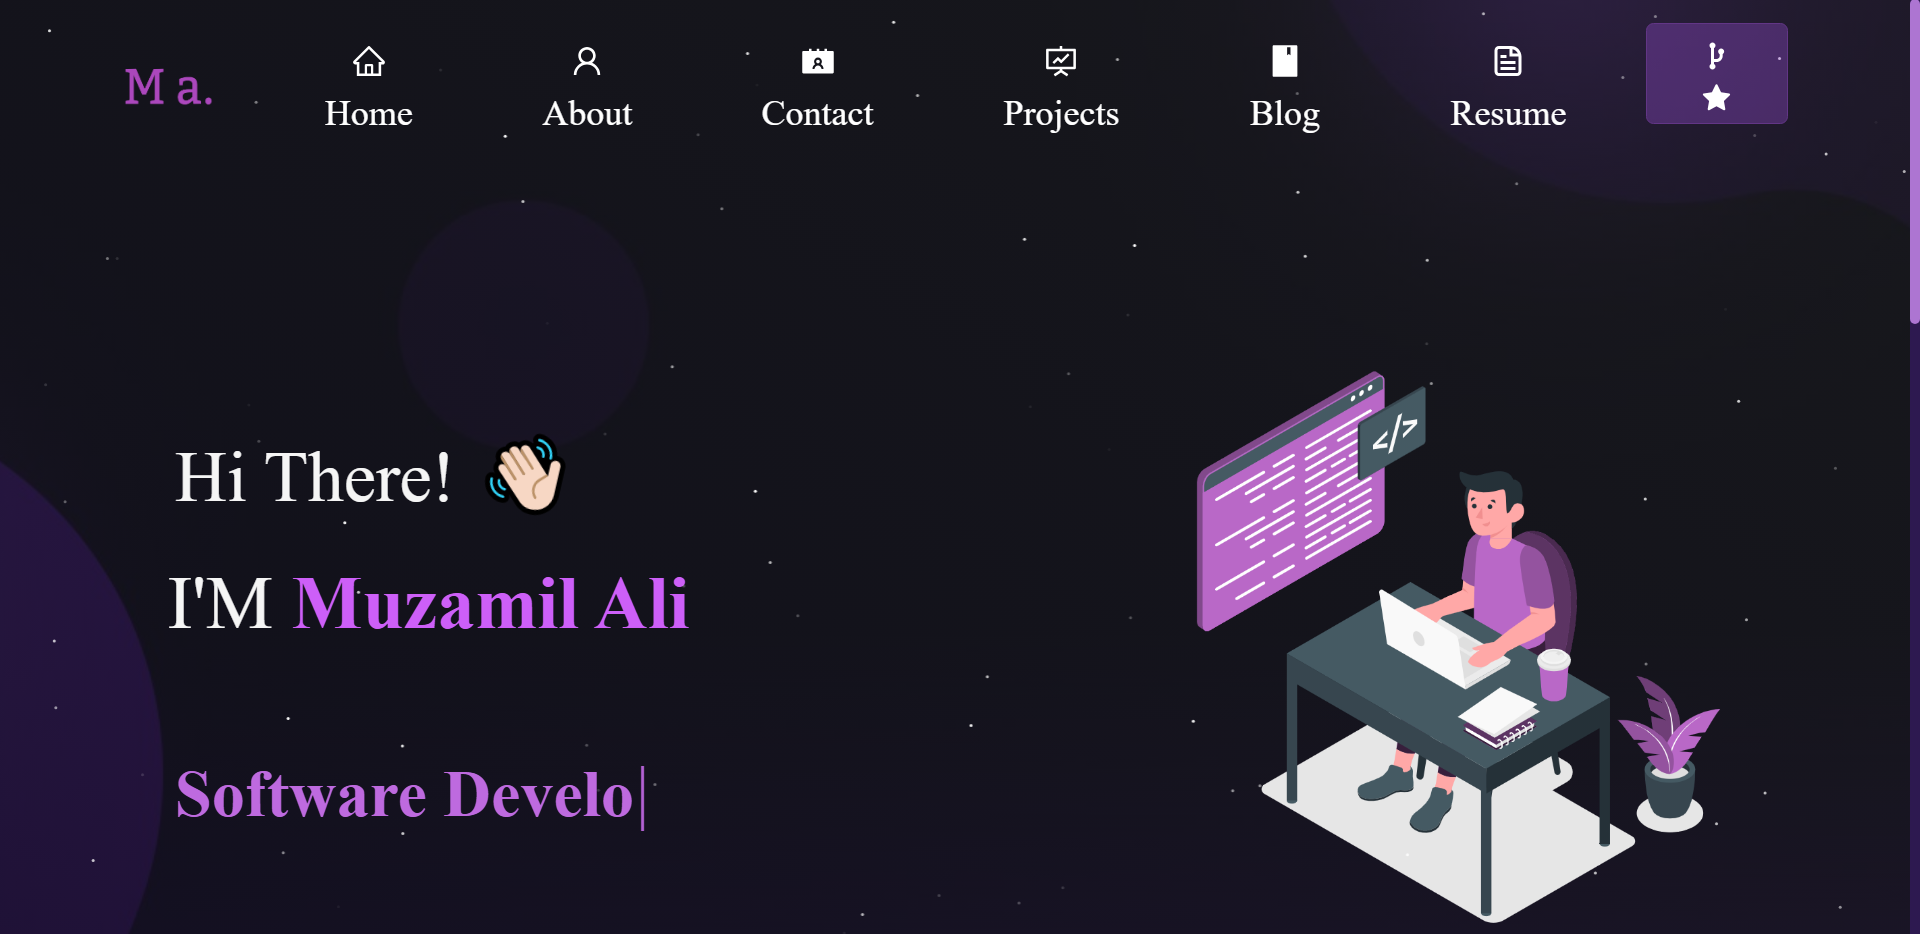 M a.
Home
About
Contact
Projects
Blog
Resume
Hi There! 👋🏻
</>
I'M Muzamil Ali
Software Develo|